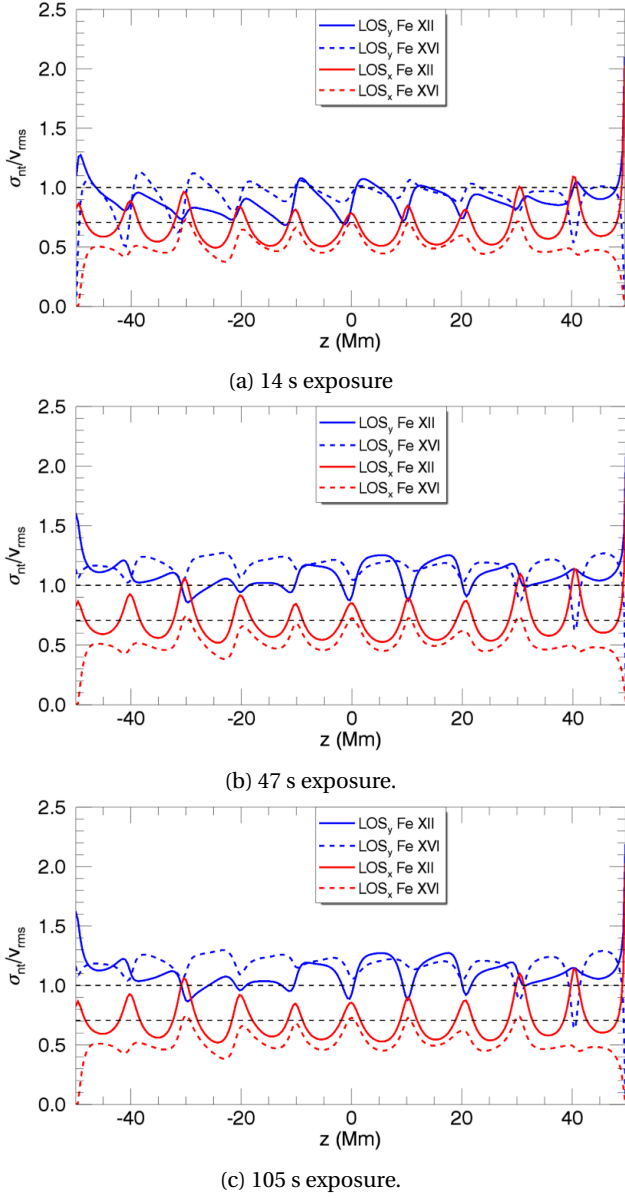 2.5
2.0
1.5
1.0
0.5
0.0
σnt/vrms
LOSy Fe XII
LOSy Fe XVI
LOSx Fe XII
LOSx Fe XVI
-40 -20 0 20 40
z (Mm)
(a) 14 s exposure
2.5
2.0
1.5
1.0
0.5
0.0
σnt/vrms
LOSy Fe XII
LOSy Fe XVI
LOSx Fe XII
LOSx Fe XVI
-40 -20 0 20 40
z (Mm)
(b) 47 s exposure.
2.5
2.0
1.5
1.0
0.5
0.0
σnt/vrms
LOSy Fe XII
LOSy Fe XVI
LOSx Fe XII
LOSx Fe XVI
-40 -20 0 20 40
z (Mm)
(c) 105 s exposure.